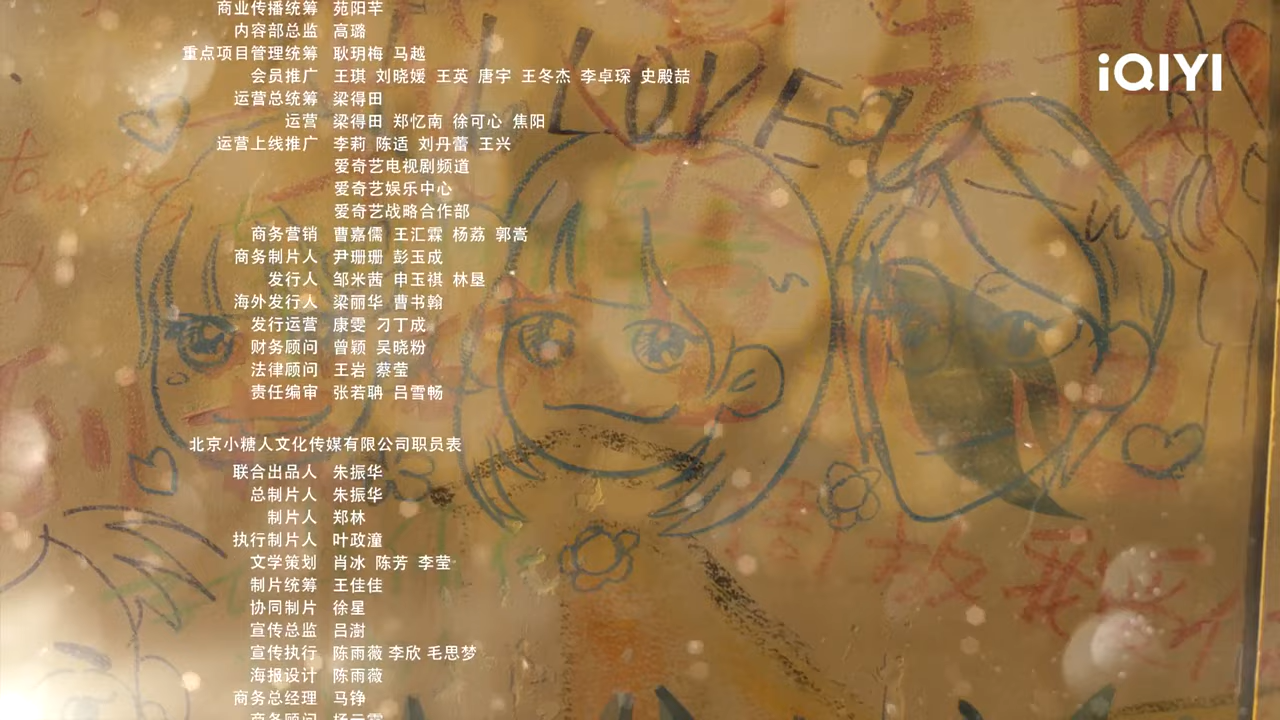 商业传播统筹 苑阳芊
内容部总监 高璐
重点项目管理统筹 耿玥梅 马越
会员推广 王琪 刘晓媛 王英 唐宇 王冬杰 李卓琛 史殿喆
运营总统筹 梁得田
运营 梁得田 郑忆南 徐可心 焦阳
运营上线推广 李莉 陈适 刘丹蕾 王兴
爱奇艺电视剧频道
爱奇艺娱乐中心
爱奇艺战略合作部
商务营销 曹嘉儒 王汇霖 杨荔 郭嵩
商务制片人 尹珊珊 彭玉成
发行人 邹米茜 申玉祺 林垦
海外发行人 梁丽华 曹书翰
发行运营 康雯 刁丁成
财务顾问 曾颖 吴晓粉
法律顾问 王岩 蔡莹
责任编审 张若聃 吕雪畅
北京小糖人文化传媒有限公司职员表
联合出品人 朱振华
总制片人 朱振华
制片人 郑林
执行制片人 叶政潼
文学策划 肖冰 陈芳 李莹
制片统筹 王佳佳
协同制片 徐星
宣传总监 吕澍
宣传执行 陈雨薇 李欣 毛思梦
海报设计 陈雨薇
商务总经理 马铮
iQIYI
I LOVE